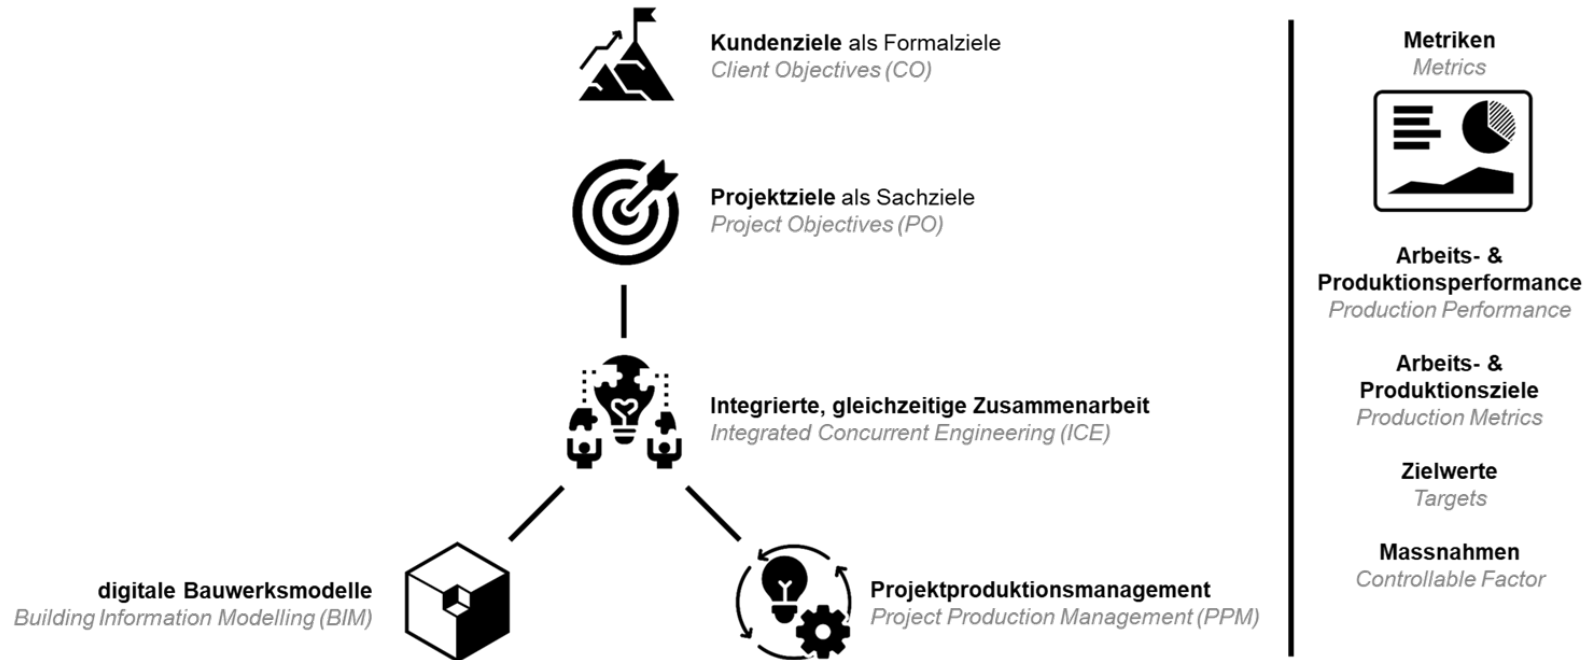 Kundenziele als Formalziele
Client Objectives (CO)
Projektziele als Sachziele
Project Objectives (PO)
Integrierte, gleichzeitige Zusammenarbeit
Integrated Concurrent Engineering (ICE)
digitale Bauwerksmodelle
Building Information Modelling (BIM)
Projektproduktionsmanagement
Project Production Management (PPM)
Metriken
Metrics
Arbeits- &
Produktionsperformance
Production Performance
Arbeits- &
Produktionsziele
Production Metrics
Zielwerte
Targets
Massnahmen
Controllable Factor